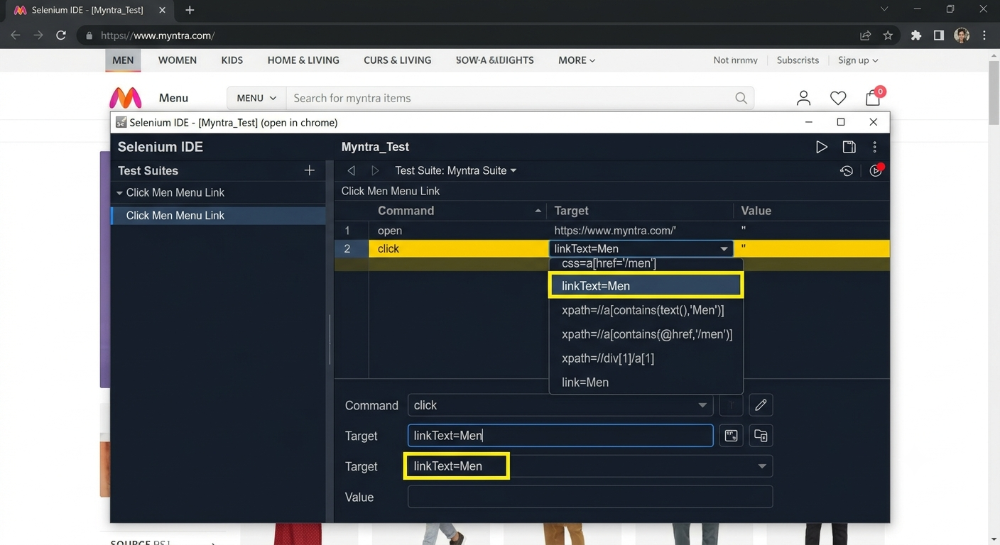 Selenium IDE - [Myntra_Test]
https://www.myntra.com/
MEN WOMEN KIDS HOME & LIVING CURS & LIVING MORE Not nrnmy Subscrists Sign up
Menu MENU Search for myntra items 0
Selenium IDE - [Myntra_Test] (open in chrome)
Selenium IDE Myntra_Test
Test Suites + Test Suite: Myntra Suite
Click Men Menu Link Click Men Menu Link
Click Men Menu Link
Command Target Value
1 open https://www.myntra.com/' "
2 click linkText=Men "
css=a[href='/men']
linkText=Men
xpath=//a[contains(text(),'Men')]
xpath=//a[contains(@href,'/men')]
xpath=//div[1]/a[1]
link=Men
Command click
Target linkText=Men
Target linkText=Men
Value
SOURCE